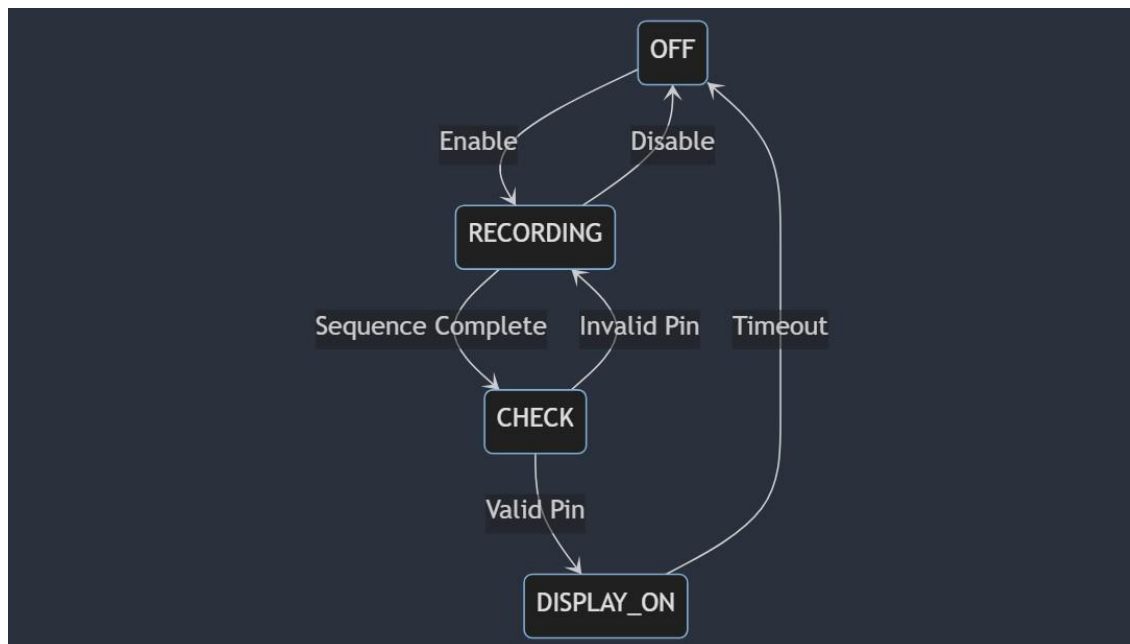 OFF
Enable
Disable
RECORDING
Sequence Complete
Invalid Pin
Timeout
CHECK
Valid Pin
DISPLAY_ON